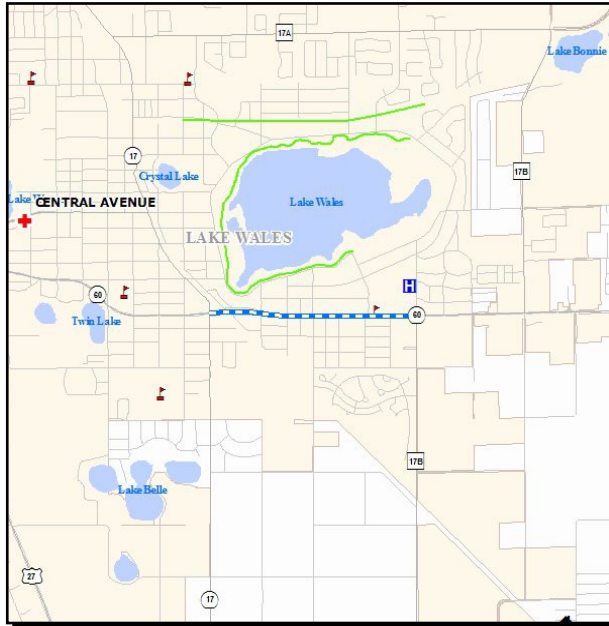 17A
Lake Bonnie
17
Crystal Lake
17B
Lake W
CENTRAL AVENUE
Lake Wales
LAKE WALES
H
60
60
Twin Lake
17B
Lake Belle
27
17